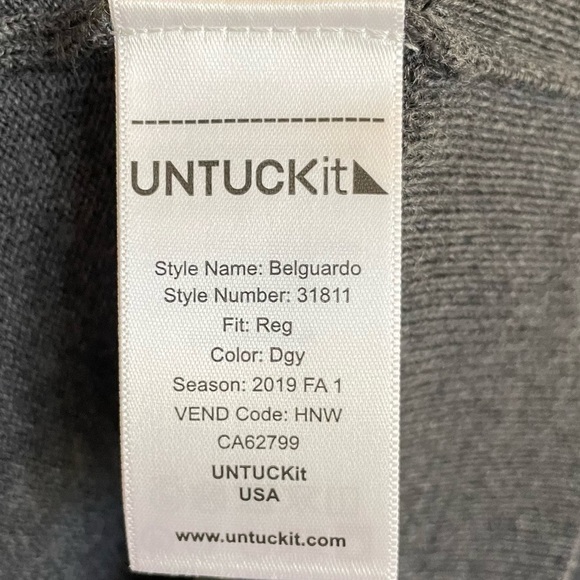 UNTUCKit
Style Name: Belguardo
Style Number: 31811
Fit: Reg
Color: Dgy
Season: 2019 FA 1
VEND Code: HNW
CA62799
UNTUCKit
USA
www.untuckit.com